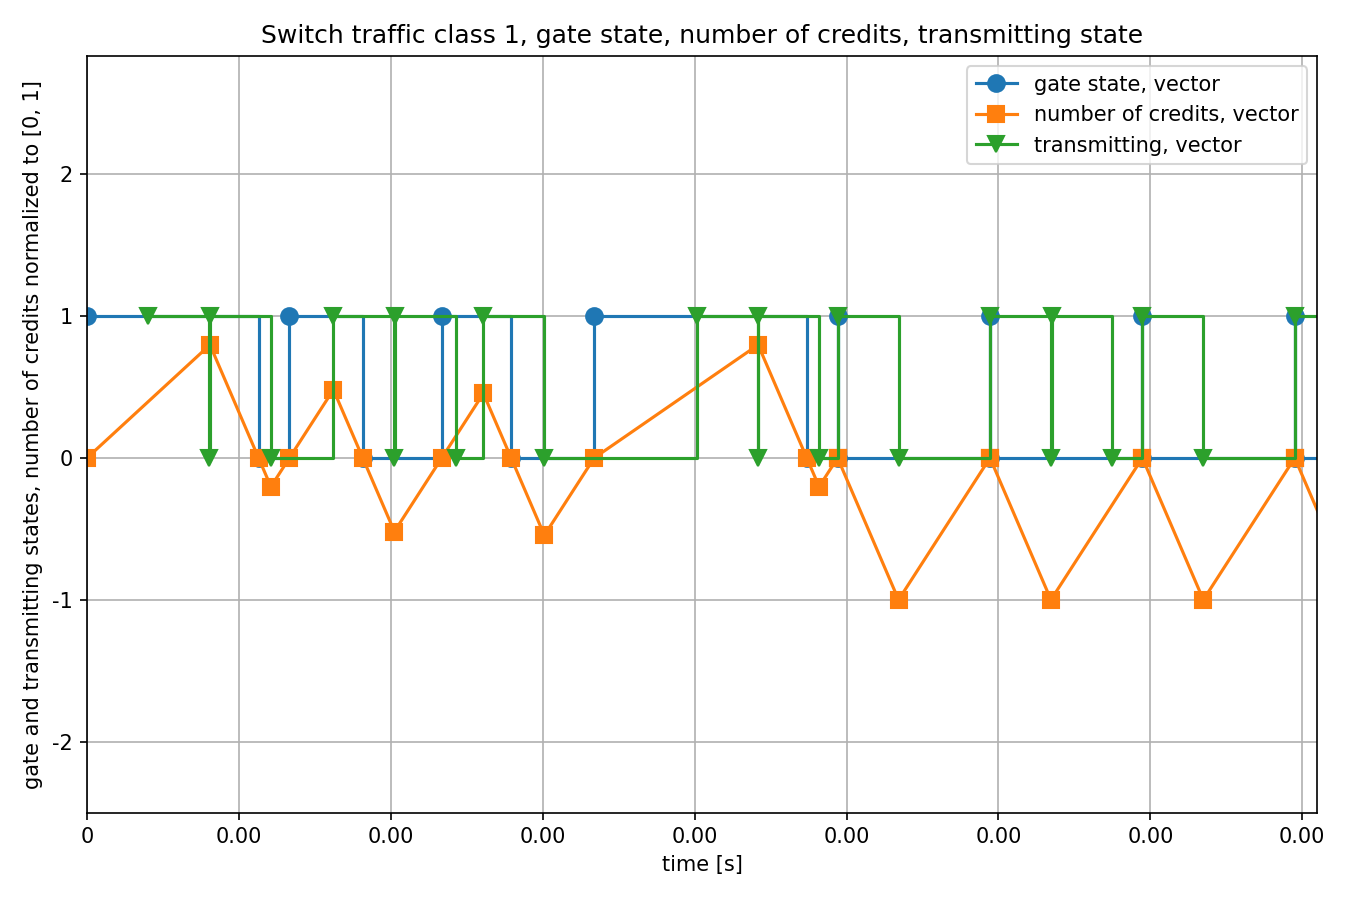 Switch traffic class 1, gate state, number of credits, transmitting state
gate state, vector
number of credits, vector
transmitting, vector
gate and transmitting states, number of credits normalized to [0, 1]
2
1
0
-1
-2
0 0.00 0.00 0.00 0.00 0.00 0.00 0.00 0.00
time [s]